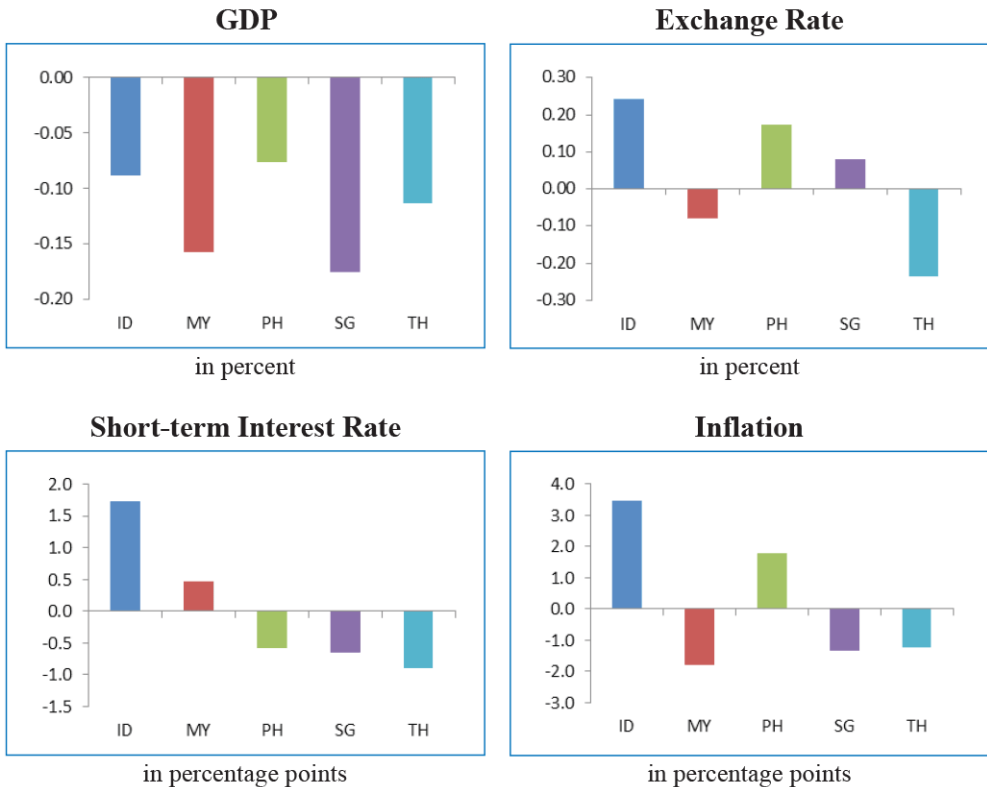 GDP
0.00
-0.05
-0.10
-0.15
-0.20
ID MY PH SG TH
in percent
Exchange Rate
0.30
0.20
0.10
0.00
-0.10
-0.20
-0.30
ID MY PH SG TH
in percent
Short-term Interest Rate
2.0
1.5
1.0
0.5
0.0
-0.5
-1.0
-1.5
ID MY PH SG TH
in percentage points
Inflation
4.0
3.0
2.0
1.0
0.0
-1.0
-2.0
-3.0
ID MY PH SG TH
in percentage points